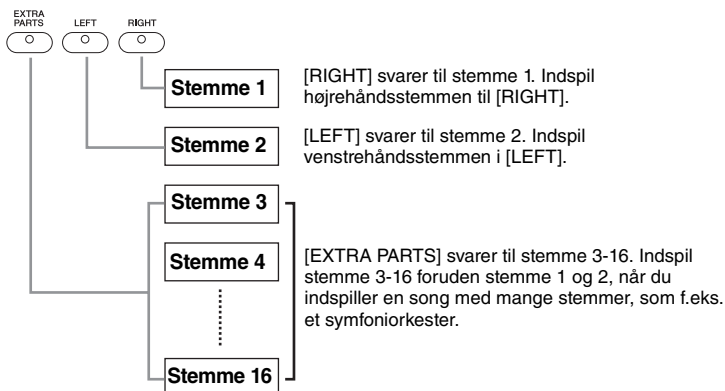 EXTRA
PARTS
LEFT
RIGHT
Stemme 1
[RIGHT] svarer til stemme 1. Indspil
højrehåndsstemmen til [RIGHT].
Stemme 2
[LEFT] svarer til stemme 2. Indspil
venstrehåndsstemmen i [LEFT].
Stemme 3
Stemme 4
[EXTRA PARTS] svarer til stemme 3-16. Indspil
stemme 3-16 foruden stemme 1 og 2, når du
indspiller en song med mange stemmer, som f.eks.
et symfoniorkester.
Stemme 16